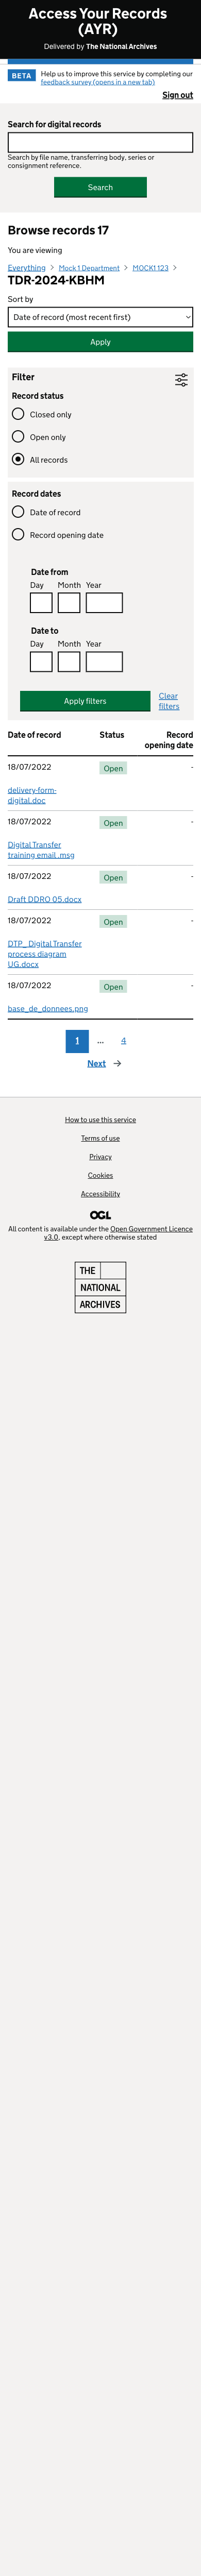 Access Your Records
(AYR)
Delivered by The National Archives
BETA
Help us to improve this service by completing our
feedback survey (opens in a new tab)
Sign out
Search for digital records
Search by file name, transferring body, series or
consignment reference.
Search
Browse records 17
You are viewing
Everything
Mock 1 Department
MOCK1 123
TDR-2024-KBHM
Sort by
Date of record (most recent first)
Apply
Filter
Record status
Closed only
Open only
All records
Record dates
Date of record
Record opening date
Date from
Day Month Year
Date to
Day Month Year
Apply filters
Clear
filters
Date of record Status Record
opening date
18/07/2022 Open -
delivery-form-
digital.doc
18/07/2022 Open -
Digital Transfer
training email .msg
18/07/2022 Open -
Draft DDRO 05.docx
18/07/2022 Open -
DTP_ Digital Transfer
process diagram
UG.docx
18/07/2022 Open -
base_de_donnees.png
1 ... 4
Next
How to use this service
Terms of use
Privacy
Cookies
Accessibility
OGL
All content is available under the Open Government Licence
v3.0, except where otherwise stated
THE
NATIONAL
ARCHIVES